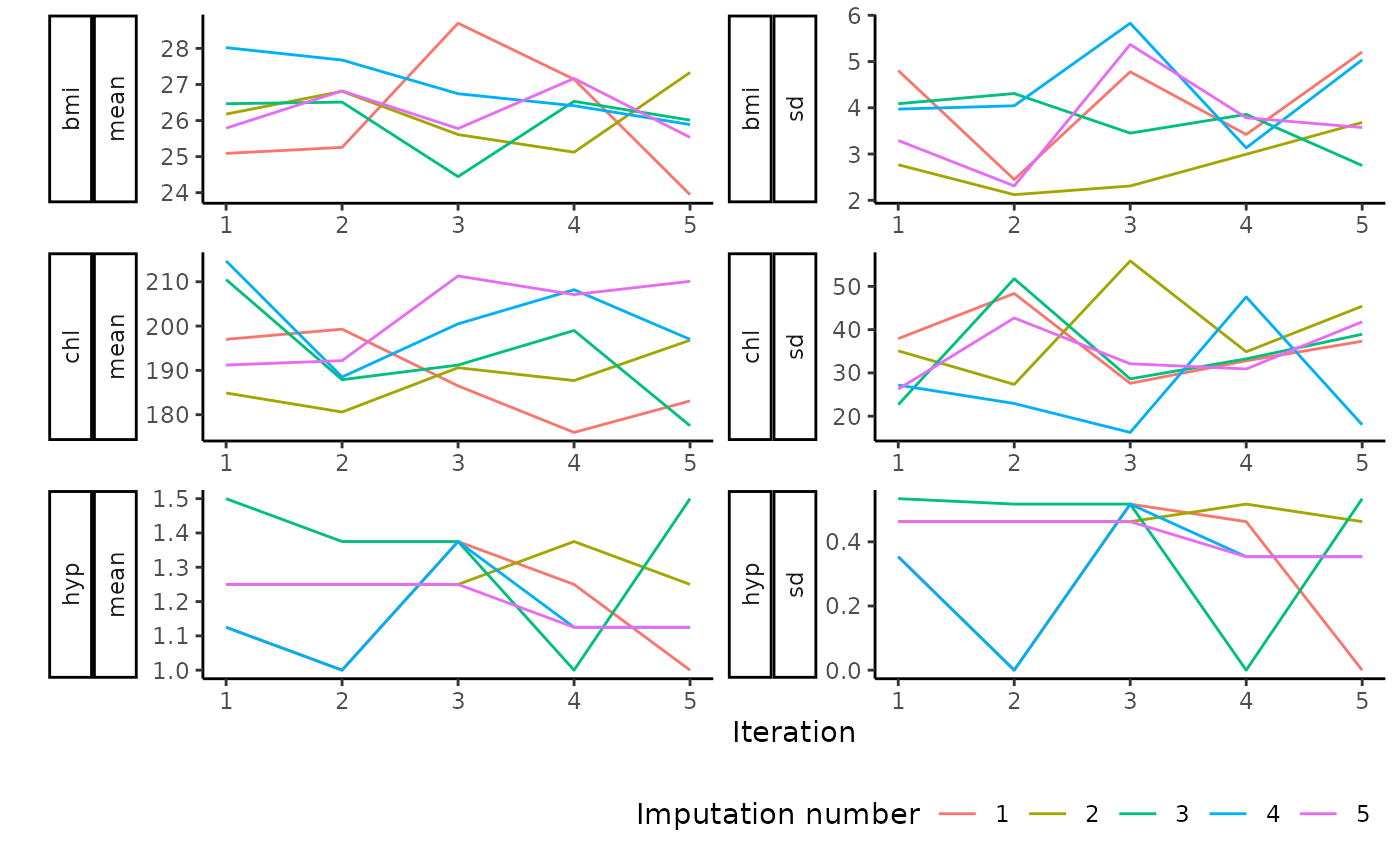 bmi
mean
28
27
26
25
24
1 2 3 4 5
bmi
sd
6
5
4
3
2
1 2 3 4 5
chl
mean
210
200
190
180
1 2 3 4 5
chl
sd
50
40
30
20
1 2 3 4 5
hyp
mean
1.5
1.4
1.3
1.2
1.1
1.0
1 2 3 4 5
hyp
sd
0.4
0.2
0.0
1 2 3 4 5
Iteration
Imputation number 1 2 3 4 5